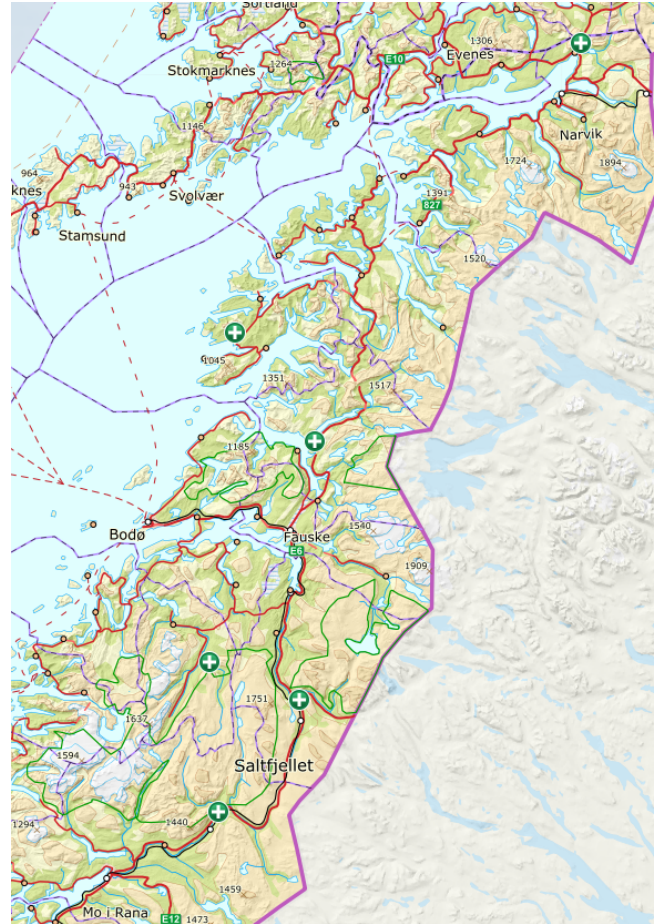 Sortland
1306
Evenes
E10
1264
Stokmarknes
1146
Narvik
1724
1894
964
943
knes
Svolvær
1391
827
Stamsund
1520
1045
1351
1517
1185
Bodø
Fauske
1540
E6
1909
1751
1637
1594
Saltfjellet
1294
1440
1459
Mo i Rana
E12
1473